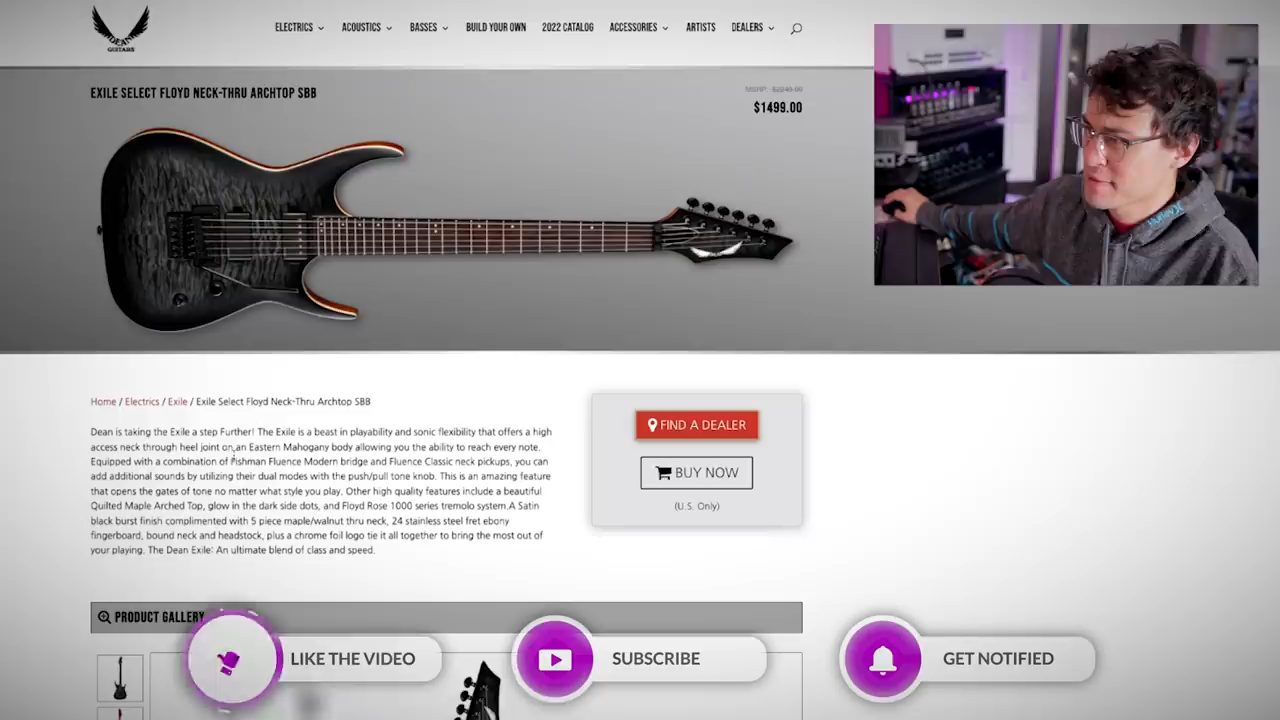 DEAN
GUITARS
ELECTRICS
ACOUSTICS
BASSES
BUILD YOUR OWN
2022 CATALOG
ACCESSORIES
ARTISTS
DEALERS
EXILE SELECT FLOYD NECK-THRU ARCHTOP SBB
MSRP: $2249.00
$1499.00
Home / Electrics / Exile / Exile Select Floyd Neck-Thru Archtop SBB
Dean is taking the Exile a step Further! The Exile is a beast in playability and sonic flexibility that offers a high
access neck through heel joint on an Eastern Mahogany body allowing you the ability to reach every note.
Equipped with a combination of Fishman Fluence Modern bridge and Fluence Classic neck pickups, you can
add additional sounds by utilizing their dual modes with the push/pull tone knob. This is an amazing feature
that opens the gates of tone no matter what style you play. Other high quality features include a beautiful
Quilted Maple Arched Top, glow in the dark side dots, and Floyd Rose 1000 series tremolo system.A Satin
black burst finish complimented with 5 piece maple/walnut thru neck, 24 stainless steel fret ebony
fingerboard, bound neck and headstock, plus a chrome foil logo tie it all together to bring the most out of
your playing. The Dean Exile: An ultimate blend of class and speed.
FIND A DEALER
BUY NOW
(U.S. Only)
PRODUCT GALLERY
LIKE THE VIDEO
SUBSCRIBE
GET NOTIFIED